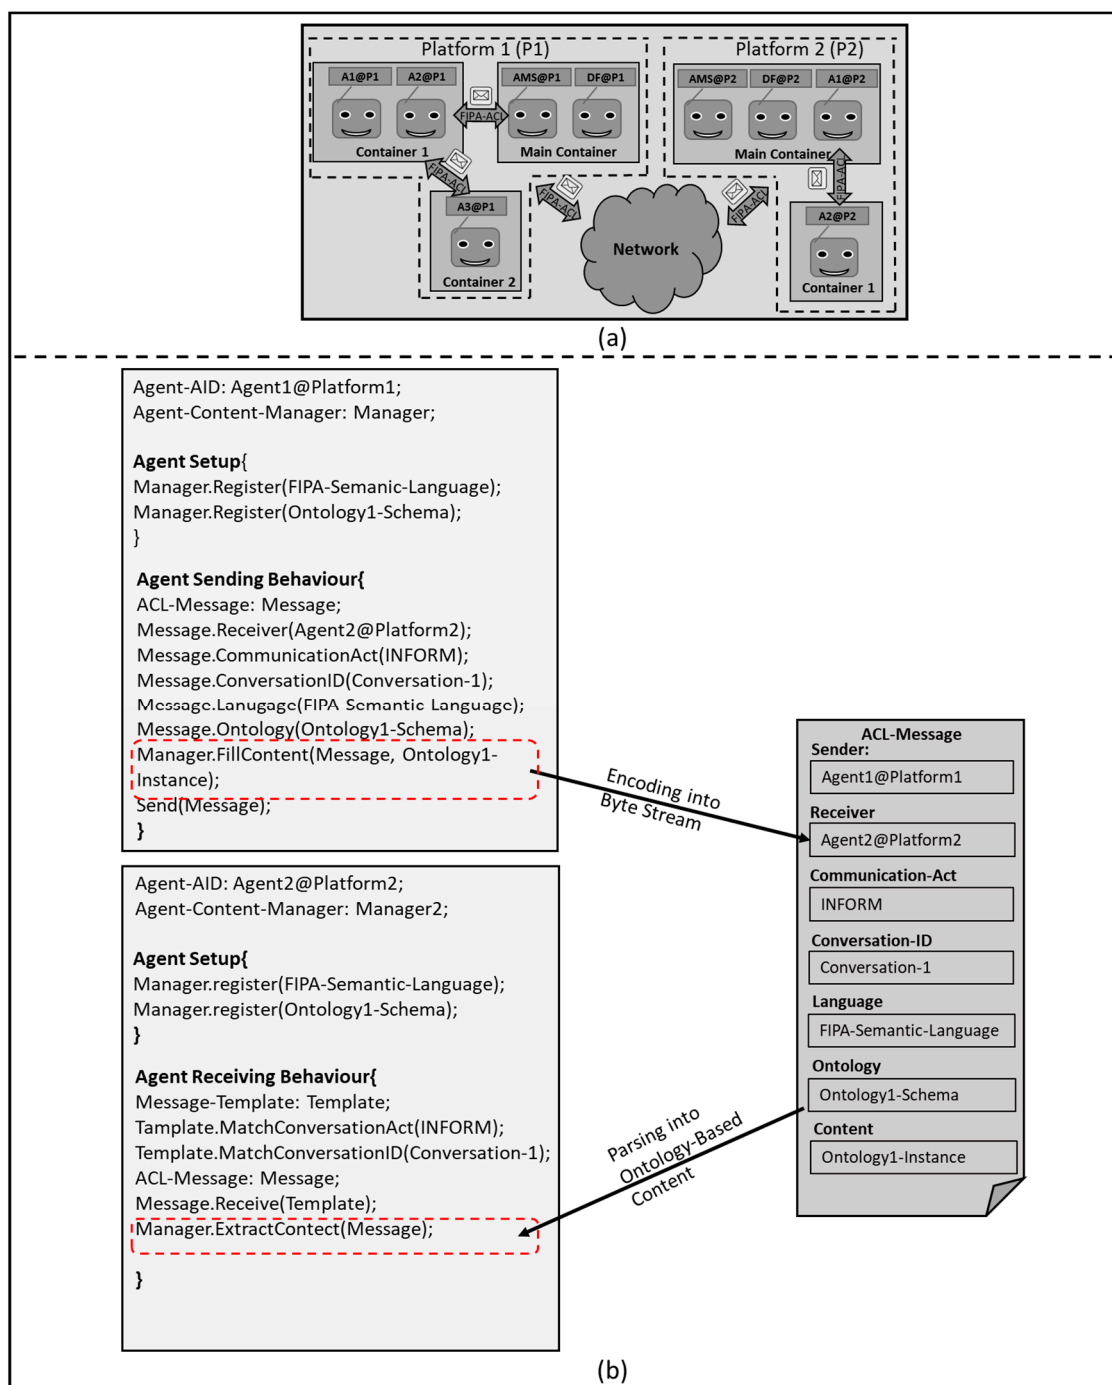 Platform 1 (P1)
Platform 2 (P2)
A1@P1
A2@P1
AMS@P1
DF@P1
AMS@P2
DF@P2
A1@P2
FIPA-ACL
Container 1
Main Container
Main Container
FIPA-ACL
FIPA-ACL
FIPA-ACL
FIPA-ACL
A3@P1
A2@P2
Network
Container 2
Container 1
(a)
Agent-AID: Agent1@Platform1;
Agent-Content-Manager: Manager;
Agent Setup{
Manager.Register(FIPA-Semanic-Language);
Manager.Register(Ontology1-Schema);
}
Agent Sending Behaviour{
ACL-Message: Message;
Message.Receiver(Agent2@Platform2);
Message.CommunicationAct(INFORM);
Message.ConversationID(Conversation-1);
Message.Lanugage(FIPA-Semantic-Language);
Message.Ontology(Ontology1-Schema);
Manager.FillContent(Message, Ontology1-
Instance);
Send(Message);
}
Encoding into
Byte Stream
ACL-Message
Sender:
Agent1@Platform1
Receiver
Agent2@Platform2
Communication-Act
INFORM
Conversation-ID
Conversation-1
Language
FIPA-Semantic-Language
Ontology
Ontology1-Schema
Content
Ontology1-Instance
Agent-AID: Agent2@Platform2;
Agent-Content-Manager: Manager2;
Agent Setup{
Manager.register(FIPA-Semantic-Language);
Manager.register(Ontology1-Schema);
}
Agent Receiving Behaviour{
Message-Template: Template;
Tamplate.MatchConversationAct(INFORM);
Template.MatchConversationID(Conversation-1);
ACL-Message: Message;
Message.Receive(Template);
Manager.ExtractContect(Message);
}
Parsing into
Ontology-Based
Content
(b)